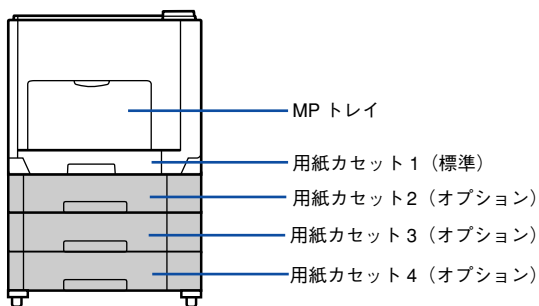 MP トレイ
用紙カセット1（標準）
用紙カセット2（オプション）
用紙カセット3（オプション）
用紙カセット4（オプション）